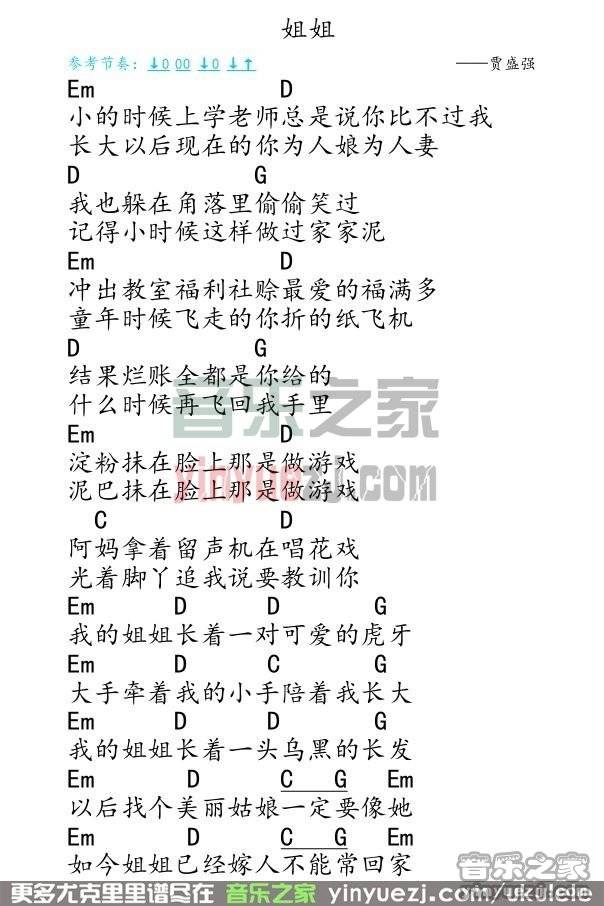 姐姐
参考节奏：↓0 00 ↓0 ↓↑ ——贾盛强
Em D
小的时候上学老师总是说你比不过我
长大以后现在的你为人娘为人妻
D G
我也躲在角落里偷偷笑过
记得小时候这样做过家家泥
Em D
冲出教室福利社赊最爱的福满多
童年时候飞走的你折的纸飞机
D G
结果烂账全都是你给的
什么时候再飞回我手里
Em D
淀粉抹在脸上那是做游戏
泥巴抹在脸上那是做游戏
C D
阿妈拿着留声机在唱花戏
光着脚丫追我说要教训你
Em D D G
我的姐姐长着一对可爱的虎牙
Em D C G
大手牵着我的小手陪着我长大
Em D D G
我的姐姐长着一头乌黑的长发
Em D C G Em
以后找个美丽姑娘一定要像她
Em D C G Em
如今姐姐已经嫁人不能常回家
音乐之家
yinyuezj.com
音乐之家
更多尤克里里谱尽在 音乐之家 yinyuezj.com/ukulele